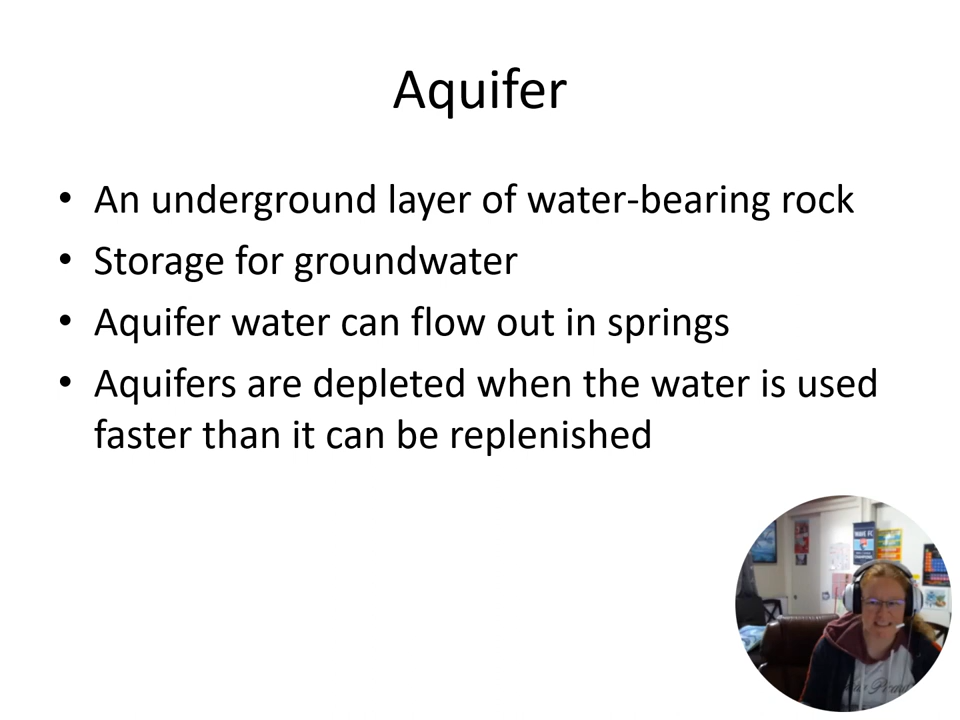 Aquifer
• An underground layer of water-bearing rock
• Storage for groundwater
• Aquifer water can flow out in springs
• Aquifers are depleted when the water is used
faster than it can be replenished